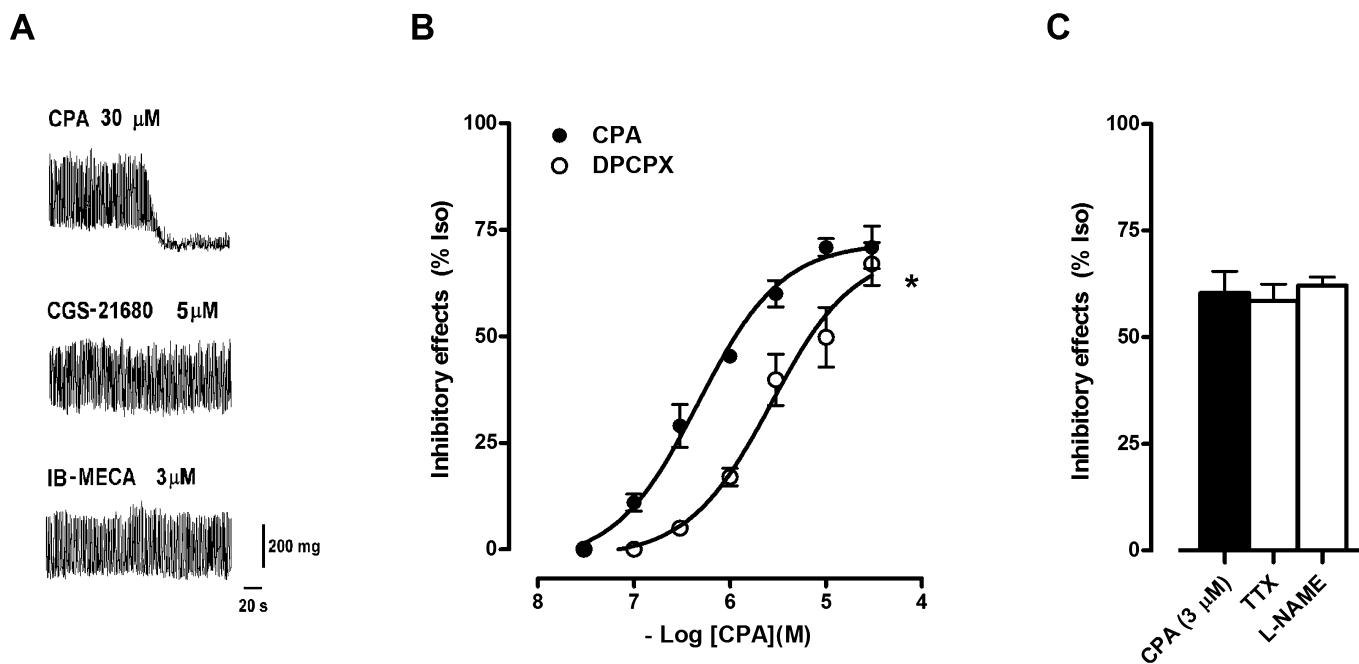 A
CPA 30 μM
CGS-21680 5μM
IB-MECA 3μM
200 mg
20 s
B
CPA
DPCPX
Inhibitory effects (% Iso)
100
75
50
25
0
*
8 7 6 5 4
- Log [CPA](M)
C
Inhibitory effects (% Iso)
100
75
50
25
0
CPA (3 μM)
TTX
L-NAME